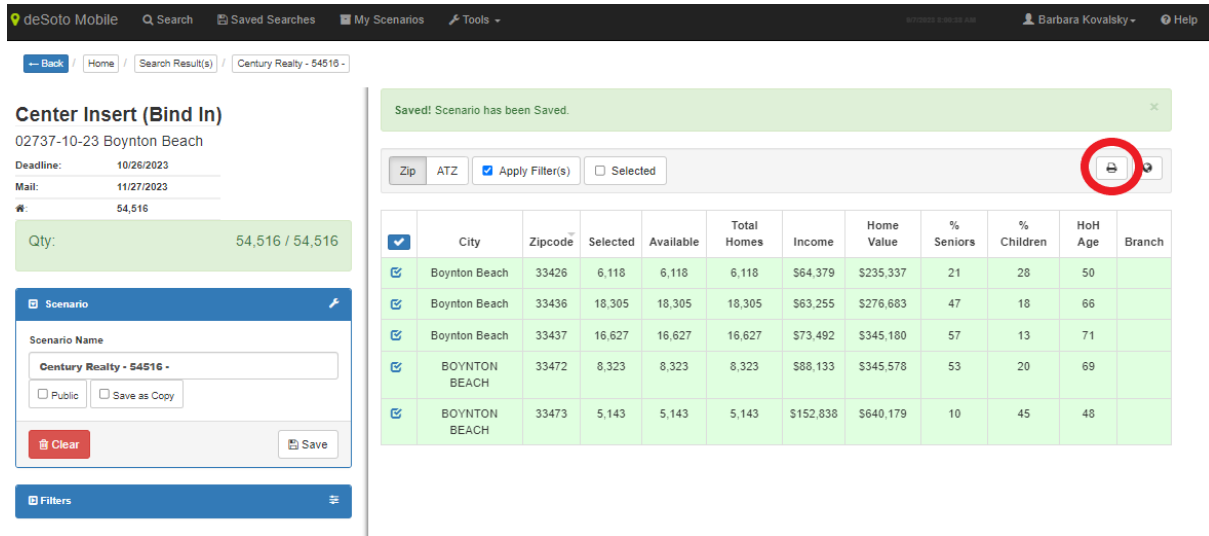 deSoto Mobile Search Saved Searches My Scenarios Tools Barbara Kovalsky Help
← Back / Home / Search Result(s) / Century Realty - 54516 -
Center Insert (Bind In)
02737-10-23 Boynton Beach
Deadline: 10/26/2023
Mail: 11/27/2023
: 54,516
Qty: 54,516 / 54,516
Scenario
Scenario Name
Century Realty - 54516 -
Public Save as Copy
Clear Save
Filters
Saved! Scenario has been Saved. ×
Zip ATZ Apply Filter(s) Selected
City Zipcode Selected Available Total Homes Income Home Value % Seniors % Children HoH Age Branch
Boynton Beach 33426 6,118 6,118 6,118 $64,379 $235,337 21 28 50
Boynton Beach 33436 18,305 18,305 18,305 $63,255 $276,683 47 18 66
Boynton Beach 33437 16,627 16,627 16,627 $73,492 $345,180 57 13 71
BOYNTON BEACH 33472 8,323 8,323 8,323 $88,133 $345,578 53 20 69
BOYNTON BEACH 33473 5,143 5,143 5,143 $152,838 $640,179 10 45 48